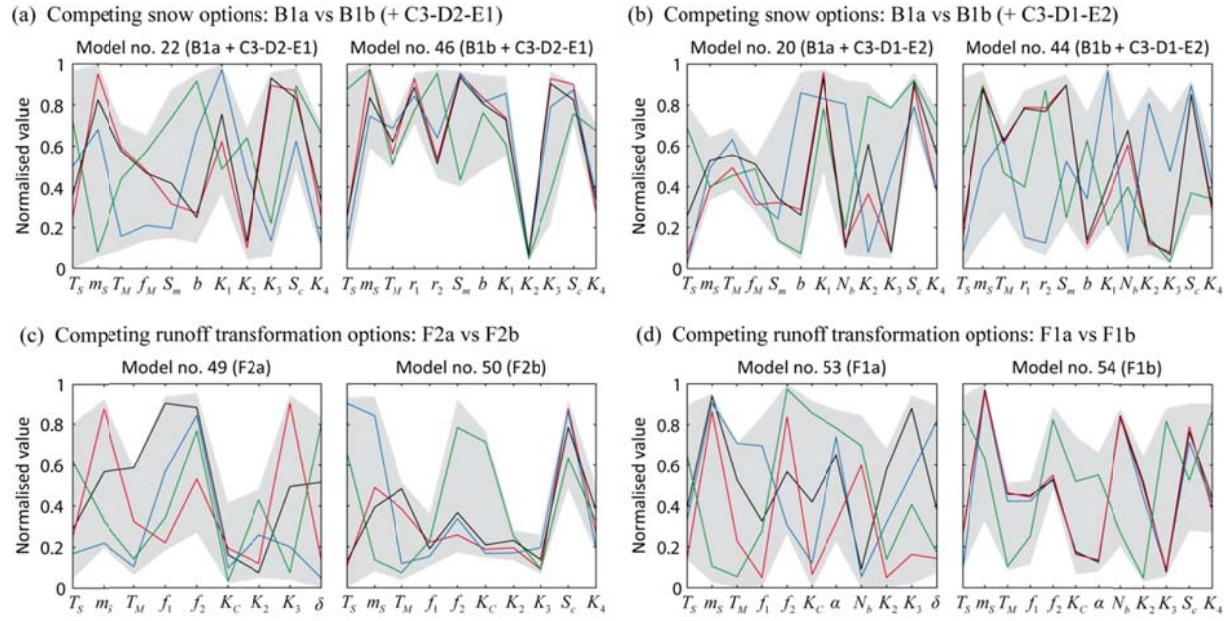 (a) Competing snow options: B1a vs B1b (+ C3-D2-E1)
Model no. 22 (B1a + C3-D2-E1)
Model no. 46 (B1b + C3-D2-E1)
Normalised value
1
0.8
0.6
0.4
0.2
0
T_S m_S T_M f_M S_m b K_1 K_2 K_3 S_c K_4
T_S m_S T_M r_1 r_2 S_m b K_1 K_2 K_3 S_c K_4
(b) Competing snow options: B1a vs B1b (+ C3-D1-E2)
Model no. 20 (B1a + C3-D1-E2)
Model no. 44 (B1b + C3-D1-E2)
Normalised value
1
0.8
0.6
0.4
0.2
0
T_S m_S T_M f_M S_m b K_1 N_b K_2 K_3 S_c K_4
T_S m_S T_M r_1 r_2 S_m b K_1 N_b K_2 K_3 S_c K_4
(c) Competing runoff transformation options: F2a vs F2b
Model no. 49 (F2a)
Model no. 50 (F2b)
Normalised value
1
0.8
0.6
0.4
0.2
0
T_S m_S T_M f_1 f_2 K_C K_2 K_3 δ
T_S m_S T_M f_1 f_2 K_C K_2 K_3 S_c K_4
(d) Competing runoff transformation options: F1a vs F1b
Model no. 53 (F1a)
Model no. 54 (F1b)
Normalised value
1
0.8
0.6
0.4
0.2
0
T_S m_S T_M f_1 f_2 K_C α N_b K_2 K_3 δ
T_S m_S T_M f_1 f_2 K_C α N_b K_2 K_3 S_c K_4